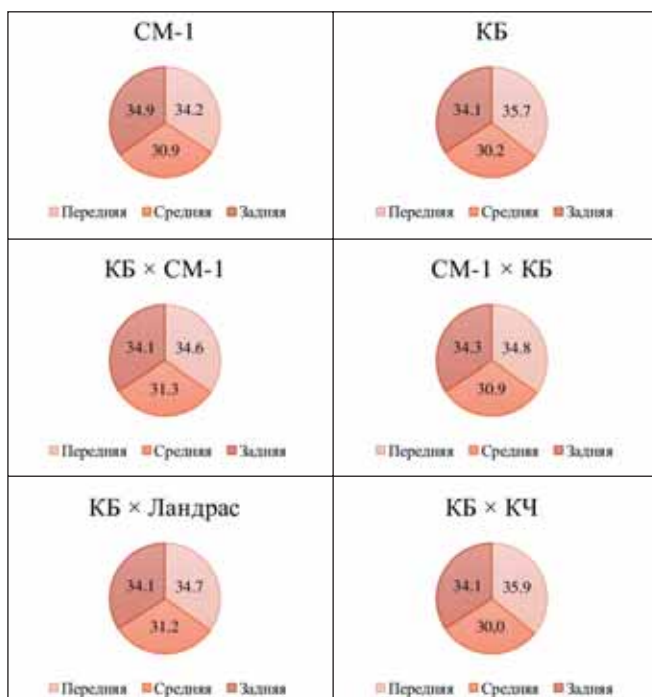 СМ-1
34.9 34.2
30.9
Передняя Средняя Задняя
КБ
34.1 35.7
30.2
Передняя Средняя Задняя
КБ × СМ-1
34.1 34.6
31.3
Передняя Средняя Задняя
СМ-1 × КБ
34.3 34.8
30.9
Передняя Средняя Задняя
КБ × Ландрас
34.1 34.7
31.2
Передняя Средняя Задняя
КБ × КЧ
34.1 35.9
30,0
Передняя Средняя Задняя